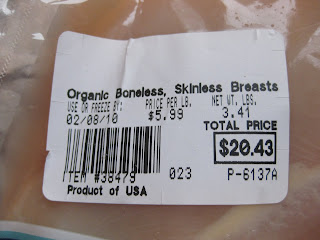 Organic Boneless, Skinless Breasts
USE OR FREEZE BY: PRICE PER LB. NET WT. LBS.
02/08/10 $5.99 3.41
TOTAL PRICE
$20.43
ITEM #38479 023 P-6137A
Product of USA